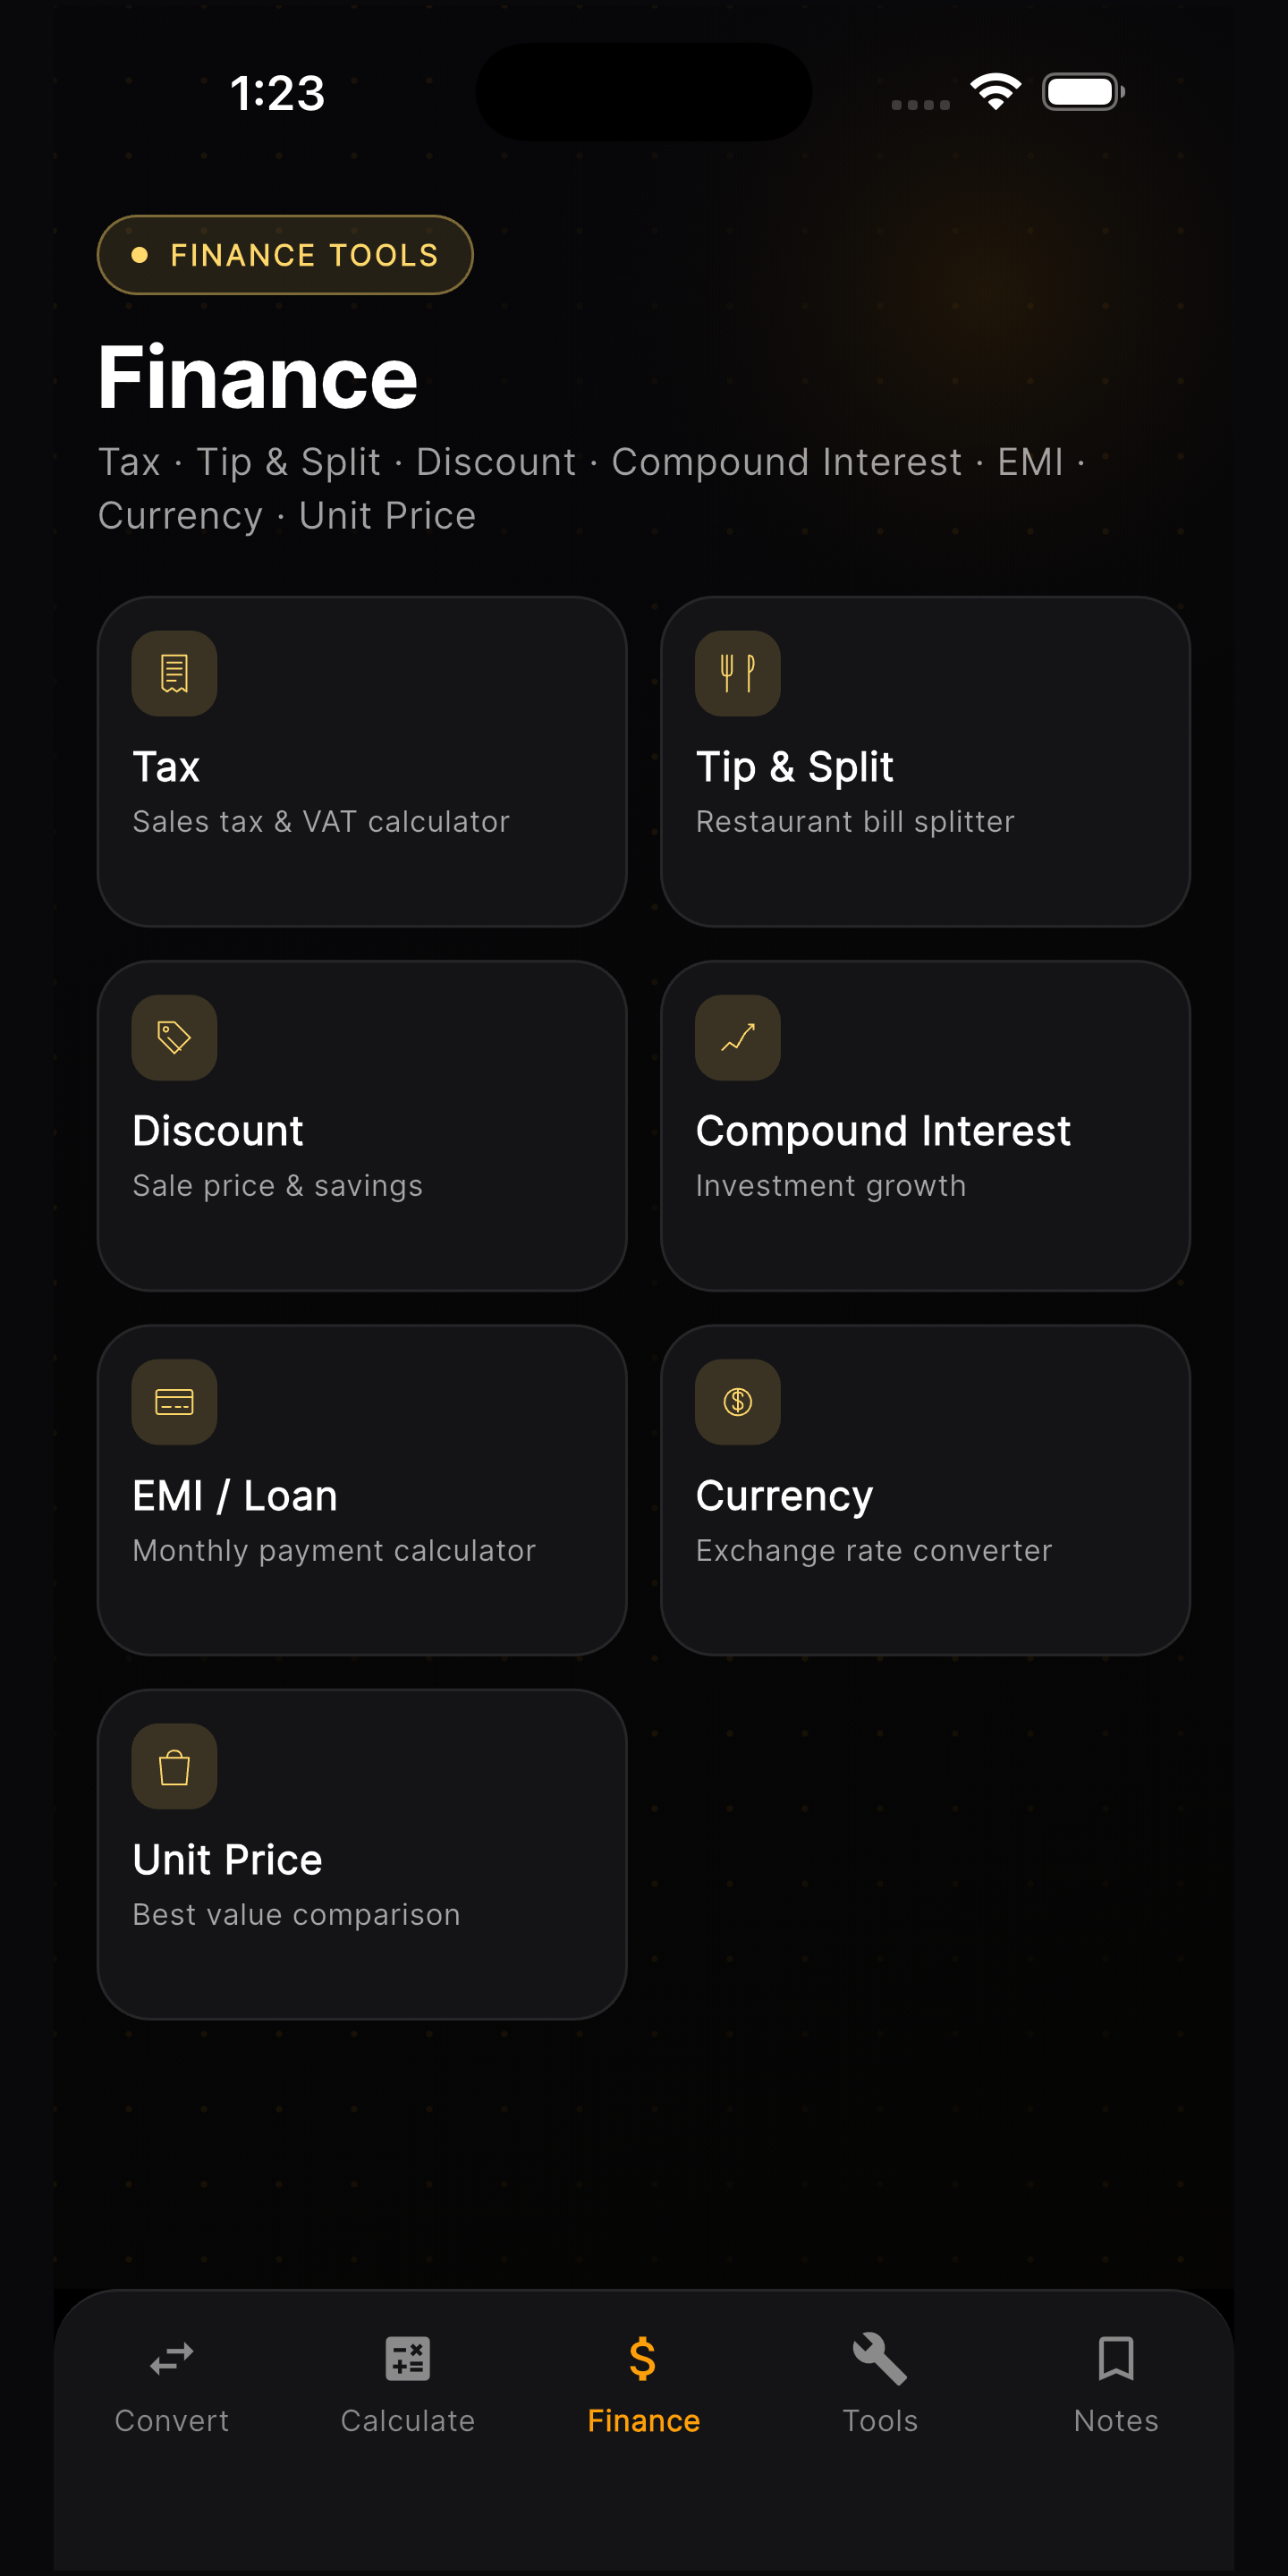 1:23
FINANCE TOOLS
Finance
Tax · Tip & Split · Discount · Compound Interest · EMI ·
Currency · Unit Price
Tax
Sales tax & VAT calculator
Tip & Split
Restaurant bill splitter
Discount
Sale price & savings
Compound Interest
Investment growth
EMI / Loan
Monthly payment calculator
Currency
Exchange rate converter
Unit Price
Best value comparison
Convert
Calculate
Finance
Tools
Notes